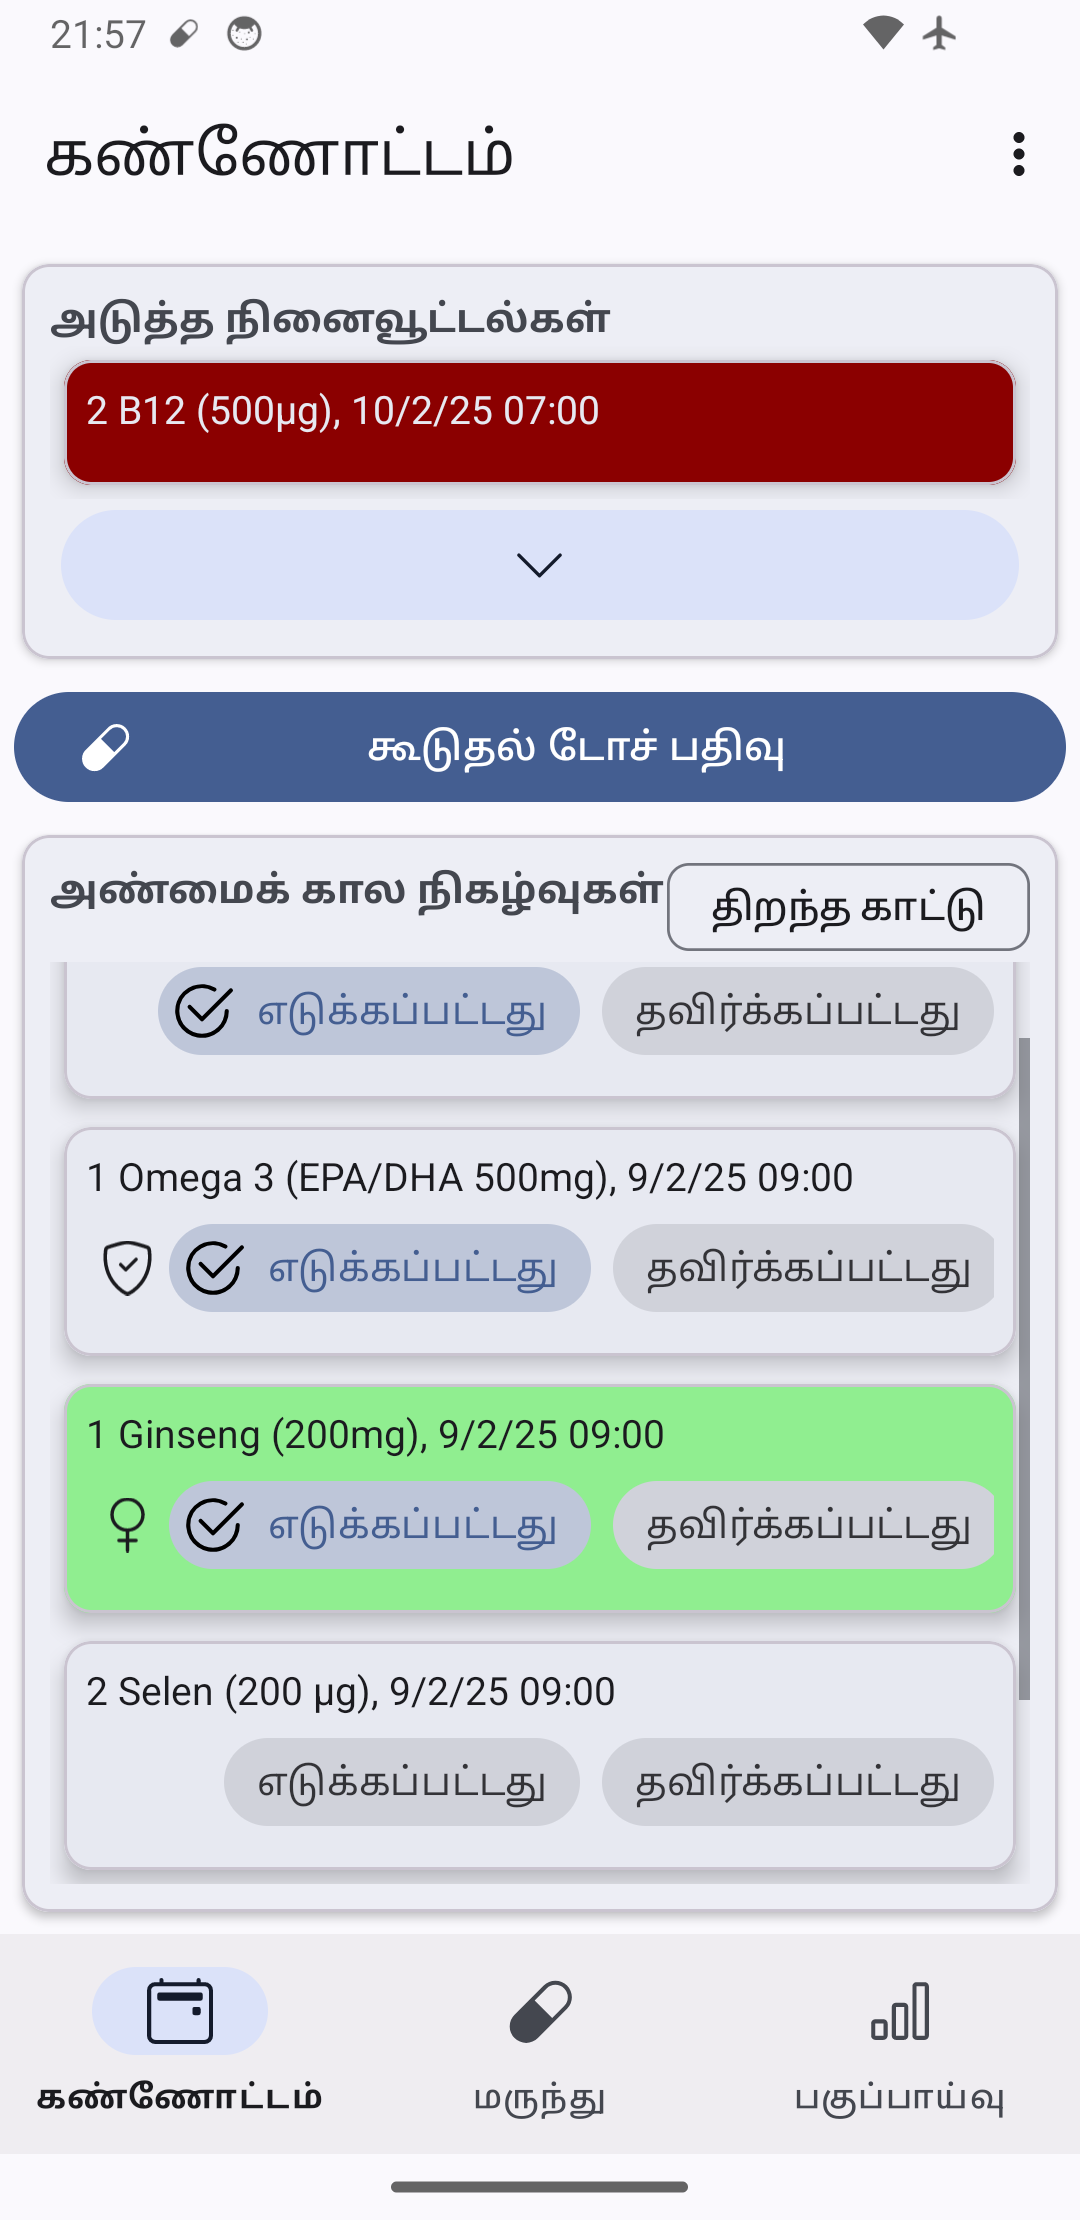 21:57
கண்ணோட்டம்
அடுத்த நினைவூட்டல்கள்
2 B12 (500µg), 10/2/25 07:00
கூடுதல் டோச் பதிவு
அண்மைக் கால நிகழ்வுகள்
திறந்த காட்டு
எடுக்கப்பட்டது தவிர்க்கப்பட்டது
1 Omega 3 (EPA/DHA 500mg), 9/2/25 09:00
எடுக்கப்பட்டது தவிர்க்கப்பட்டது
1 Ginseng (200mg), 9/2/25 09:00
எடுக்கப்பட்டது தவிர்க்கப்பட்டது
2 Selen (200 µg), 9/2/25 09:00
எடுக்கப்பட்டது தவிர்க்கப்பட்டது
கண்ணோட்டம் மருந்து பகுப்பாய்வு